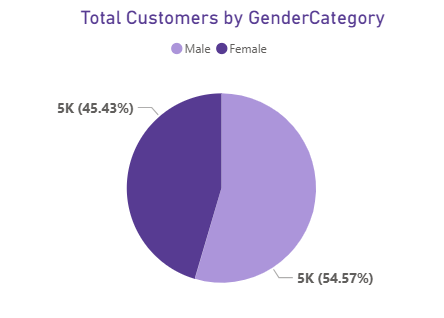 Total Customers by GenderCategory
Male Female
5K (45.43%)
5K (54.57%)